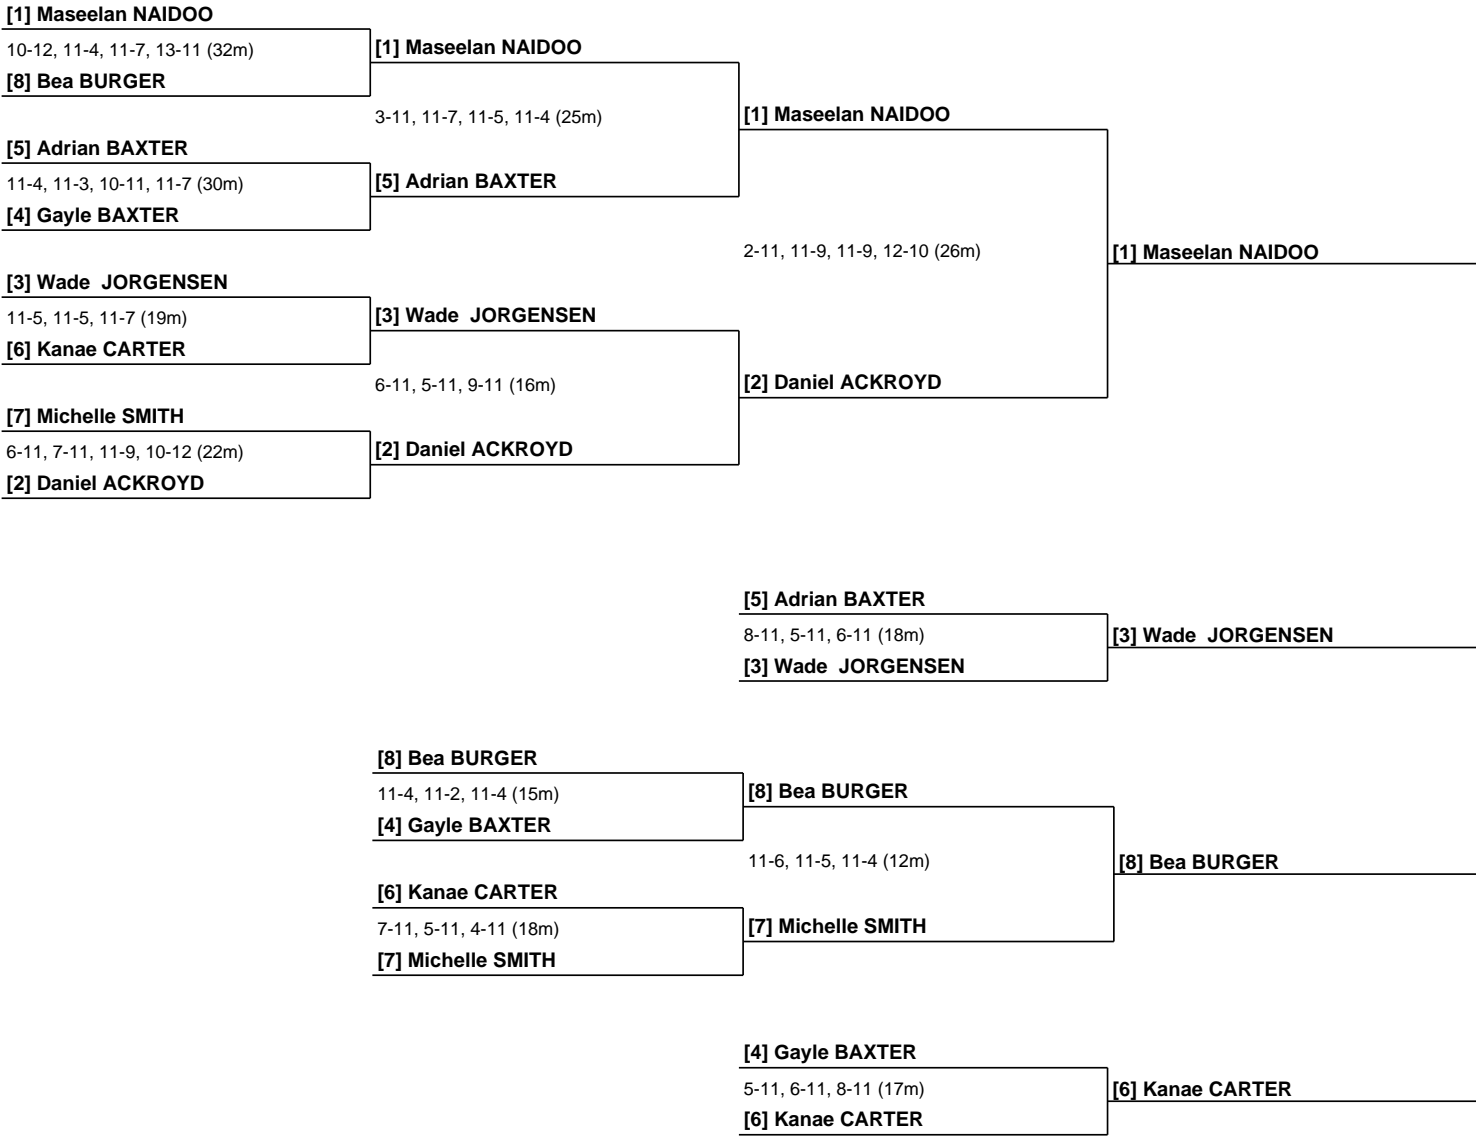 [1] Maseelan NAIDOO
10-12, 11-4, 11-7, 13-11 (32m)
[8] Bea BURGER
[1] Maseelan NAIDOO
3-11, 11-7, 11-5, 11-4 (25m)
[1] Maseelan NAIDOO
[5] Adrian BAXTER
11-4, 11-3, 10-11, 11-7 (30m)
[4] Gayle BAXTER
[5] Adrian BAXTER
2-11, 11-9, 11-9, 12-10 (26m)
[1] Maseelan NAIDOO
[3] Wade  JORGENSEN
11-5, 11-5, 11-7 (19m)
[6] Kanae CARTER
[3] Wade  JORGENSEN
6-11, 5-11, 9-11 (16m)
[2] Daniel ACKROYD
[7] Michelle SMITH
6-11, 7-11, 11-9, 10-12 (22m)
[2] Daniel ACKROYD
[2] Daniel ACKROYD
[5] Adrian BAXTER
8-11, 5-11, 6-11 (18m)
[3] Wade  JORGENSEN
[3] Wade  JORGENSEN
[8] Bea BURGER
11-4, 11-2, 11-4 (15m)
[4] Gayle BAXTER
[8] Bea BURGER
11-6, 11-5, 11-4 (12m)
[8] Bea BURGER
[6] Kanae CARTER
7-11, 5-11, 4-11 (18m)
[7] Michelle SMITH
[7] Michelle SMITH
[4] Gayle BAXTER
5-11, 6-11, 8-11 (17m)
[6] Kanae CARTER
[6] Kanae CARTER